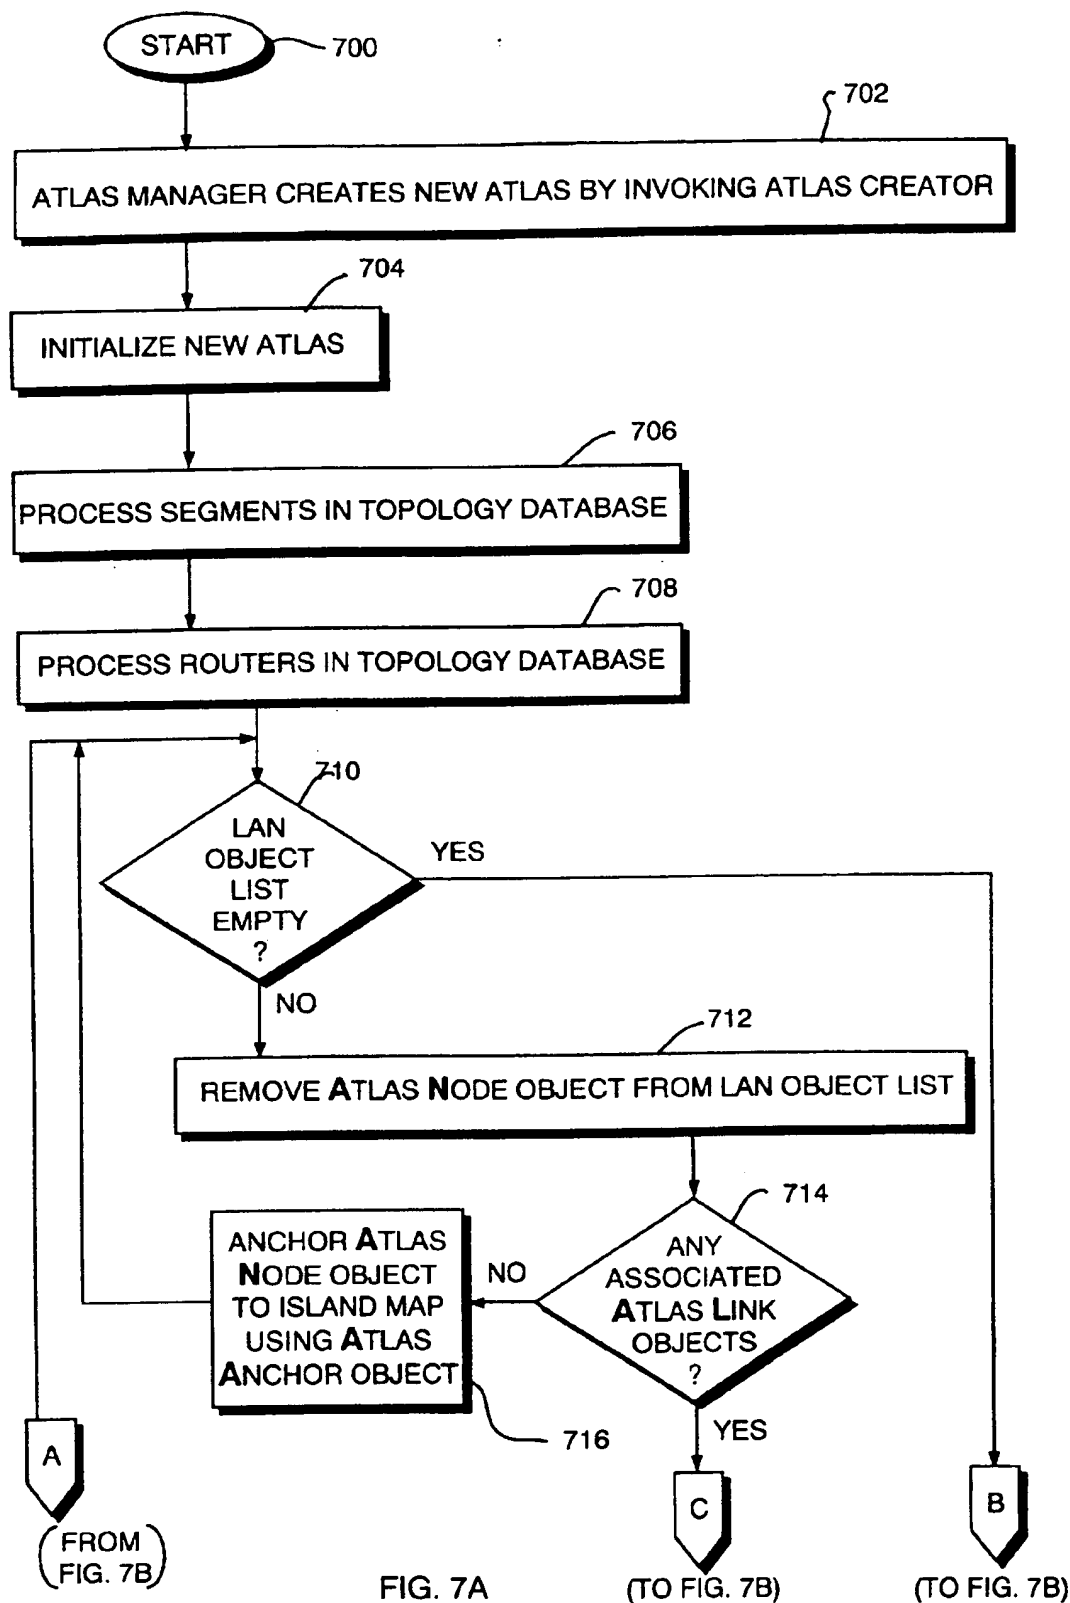 START
700
702
ATLAS MANAGER CREATES NEW ATLAS BY INVOKING ATLAS CREATOR
704
INITIALIZE NEW ATLAS
706
PROCESS SEGMENTS IN TOPOLOGY DATABASE
708
PROCESS ROUTERS IN TOPOLOGY DATABASE
710
LAN
OBJECT
LIST
EMPTY
?
YES
NO
712
REMOVE ATLAS NODE OBJECT FROM LAN OBJECT LIST
714
ANY
ASSOCIATED
ATLAS LINK
OBJECTS
?
NO
ANCHOR ATLAS
NODE OBJECT
TO ISLAND MAP
USING ATLAS
ANCHOR OBJECT
716
YES
A
(FROM
FIG. 7B)
C
(TO FIG. 7B)
B
(TO FIG. 7B)
FIG. 7A